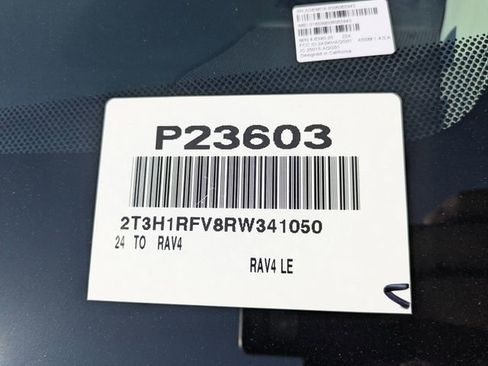 P23603
2T3H1RFV8RW341050
24 TO RAV4
RAV4 LE
Designed in California